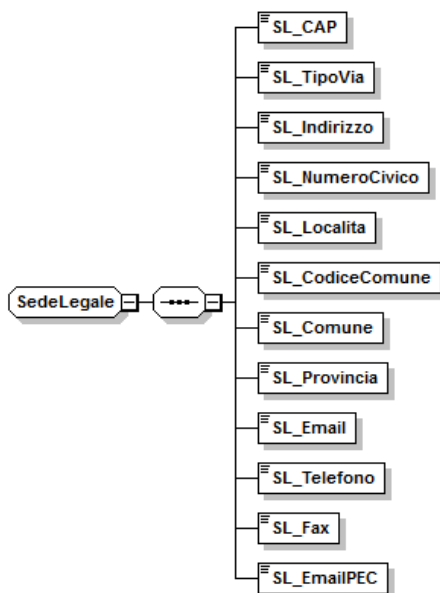 SL_CAP
SL_TipoVia
SL_Indirizzo
SL_NumeroCivico
SL_Localita
SedeLegale
SL_CodiceComune
SL_Comune
SL_Provincia
SL_Email
SL_Telefono
SL_Fax
SL_EmailPEC